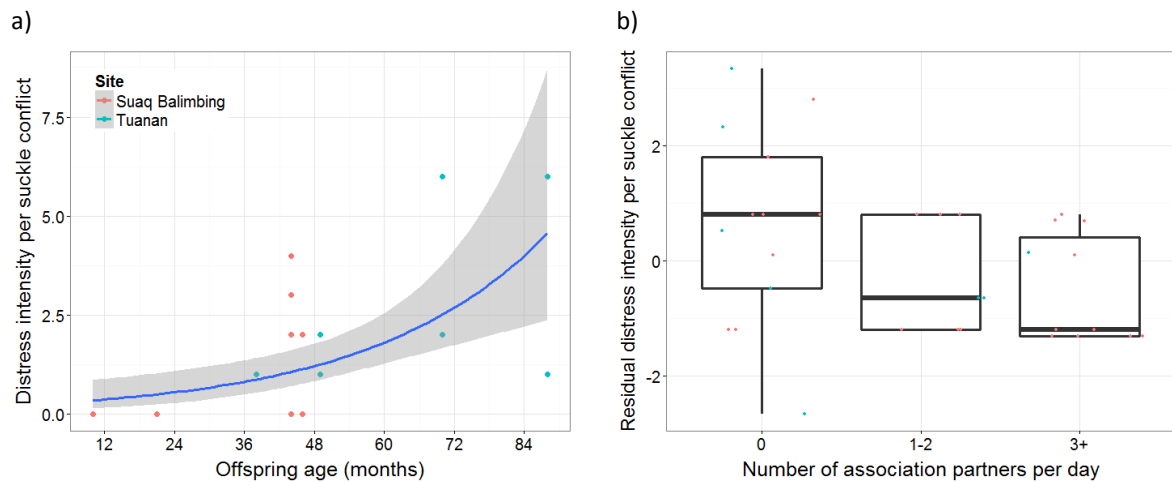 a)
Distress intensity per suckle conflict
7.5
5.0
2.5
0.0
Site
Suaq Balimbing
Tuanan
12 24 36 48 60 72 84
Offspring age (months)
b)
Residual distress intensity per suckle conflict
2
0
-2
0 1-2 3+
Number of association partners per day